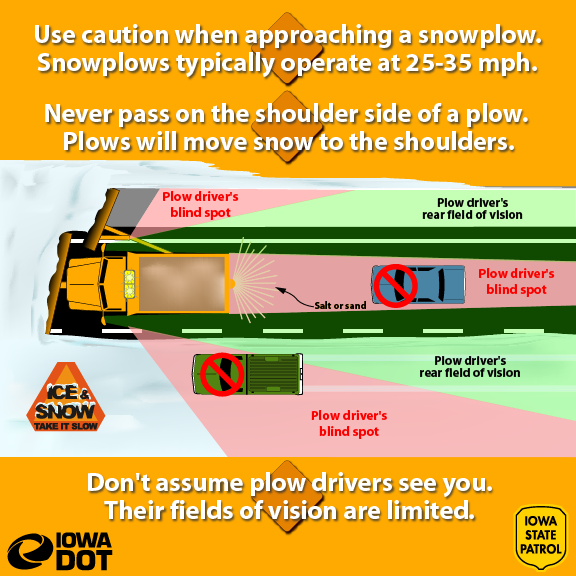 Use caution when approaching a snowplow.
Snowplows typically operate at 25-35 mph.
Never pass on the shoulder side of a plow.
Plows will move snow to the shoulders.
Plow driver's
blind spot
Plow driver's
rear field of vision
Plow driver's
blind spot
Salt or sand
Plow driver's
rear field of vision
Plow driver's
blind spot
ICE &
SNOW
TAKE IT SLOW
Don't assume plow drivers see you.
Their fields of vision are limited.
IOWA
DOT
IOWA
STATE
PATROL